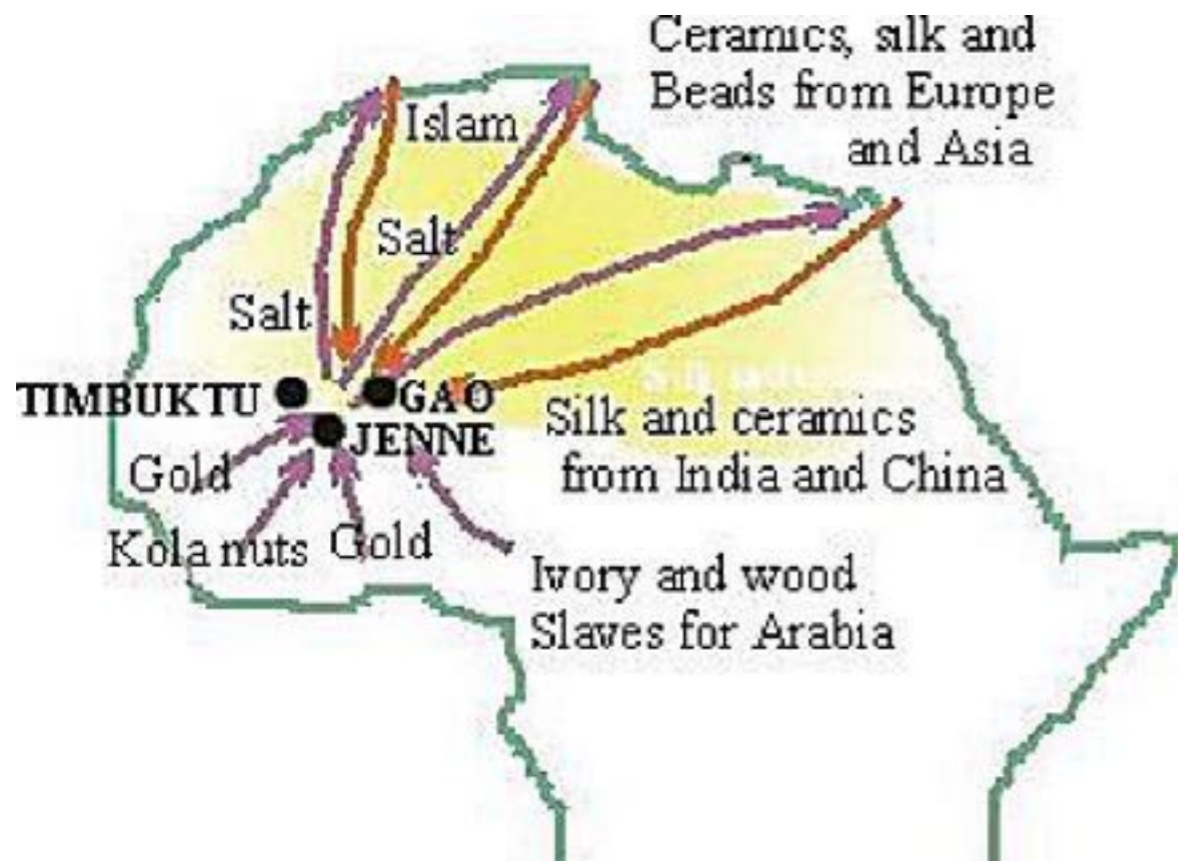 Ceramics, silk and
Beads from Europe
and Asia
Islam
Salt
Salt
TIMBUKTU
GAO
JENNE
Silk and ceramics
from India and China
Gold
Kola nuts
Gold
Ivory and wood
Slaves for Arabia